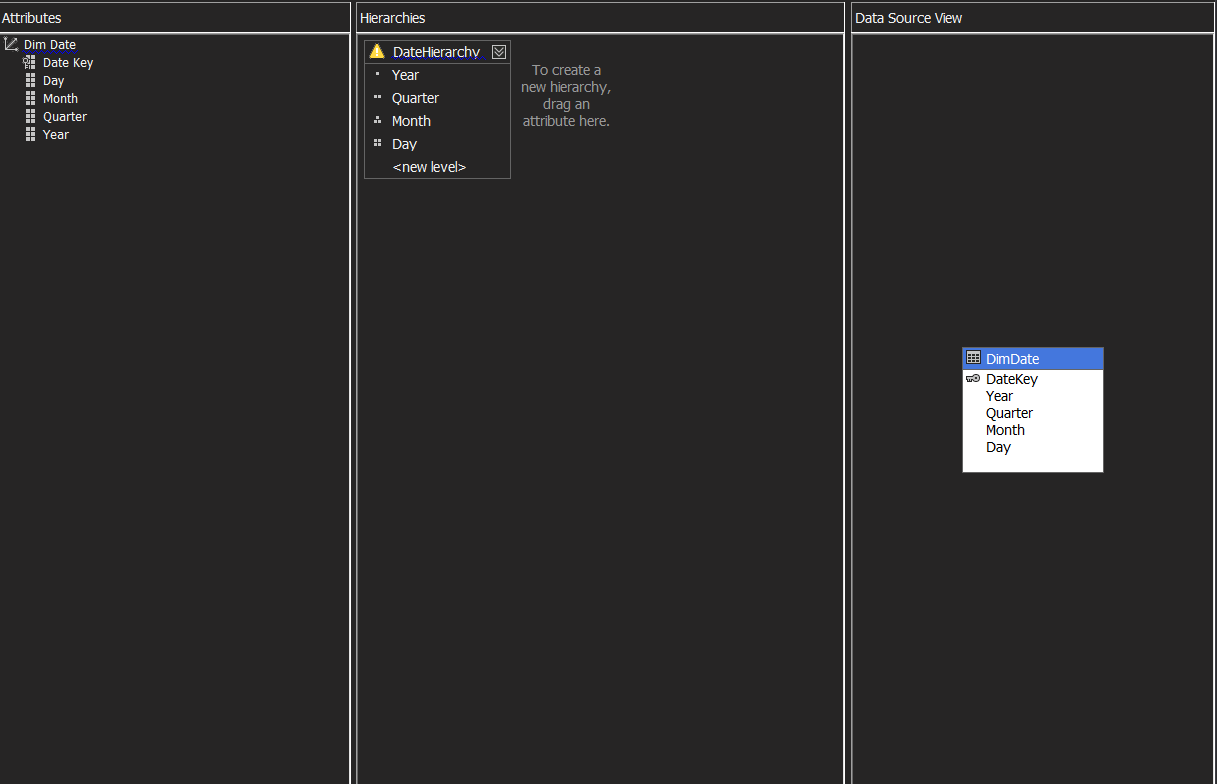 Attributes
Dim Date
Date Key
Day
Month
Quarter
Year
Hierarchies
DateHierarchy
Year
Quarter
Month
Day
<new level>
To create a
new hierarchy,
drag an
attribute here.
Data Source View
DimDate
DateKey
Year
Quarter
Month
Day